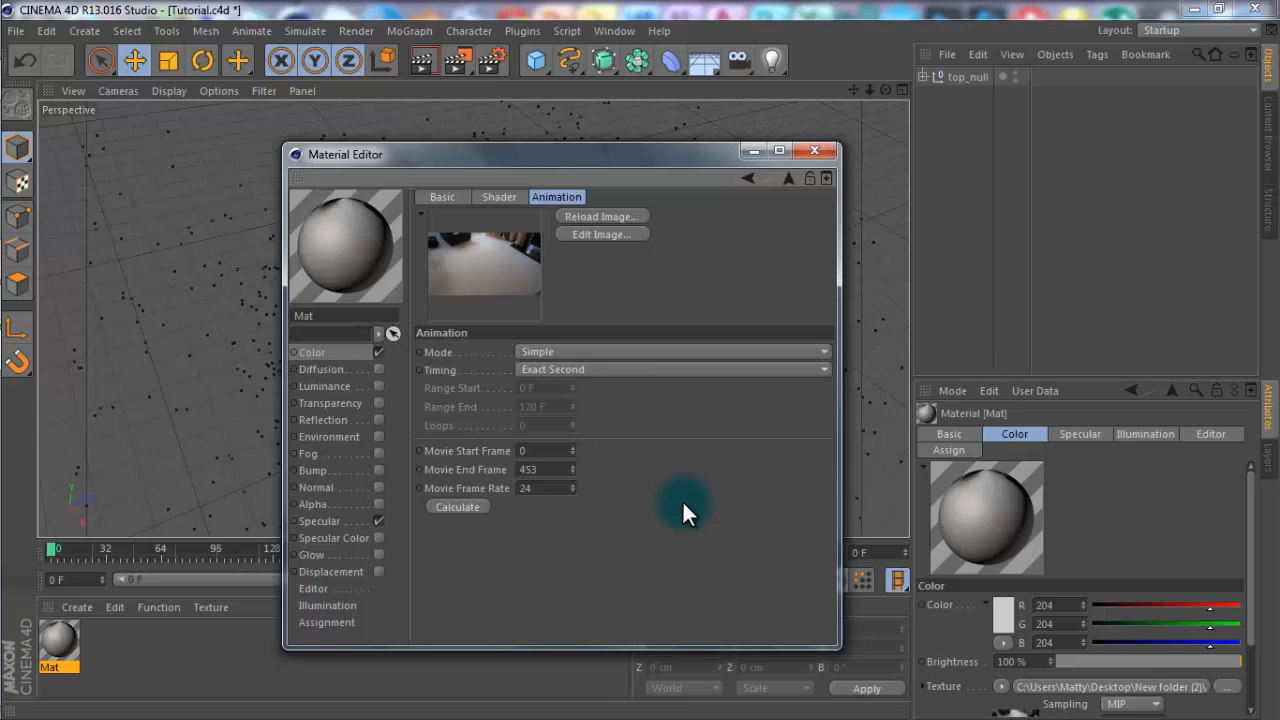 CINEMA 4D R13.016 Studio - [Tutorial.c4d *]
File Edit Create Select Tools Mesh Animate Simulate Render MoGraph Character Plugins Script Window Help Layout: Startup
File Edit View Objects Tags Bookmark
top_null
View Cameras Display Options Filter Panel
Perspective
Material Editor
Basic Shader Animation
Reload Image...
Edit Image...
Mat
Animation
Color
Diffusion
Luminance
Transparency
Reflection
Environment
Fog
Bump
Normal
Alpha
Specular
Specular Color
Glow
Displacement
Editor
Illumination
Assignment
Mode Simple
Timing Exact Second
Range Start 0 F
Range End 120 F
Loops 0
Movie Start Frame 0
Movie End Frame 453
Movie Frame Rate 24
Calculate
Y
X
0 32 64 96 128
0 F
0 F
0 F
Create Edit Function Texture
Mat
Z 0 cm Z 0 cm B 0 °
World Scale Apply
MAXON
CINEMA 4D
Objects
Content Browser
Structure
Attributes
Layers
Mode Edit User Data
Material [Mat]
Basic Color Specular Illumination Editor
Assign
Color
Color R 204
G 204
B 204
Brightness 100 %
Texture C:\Users\Matty\Desktop\New folder (2)\ ...
Sampling MIP